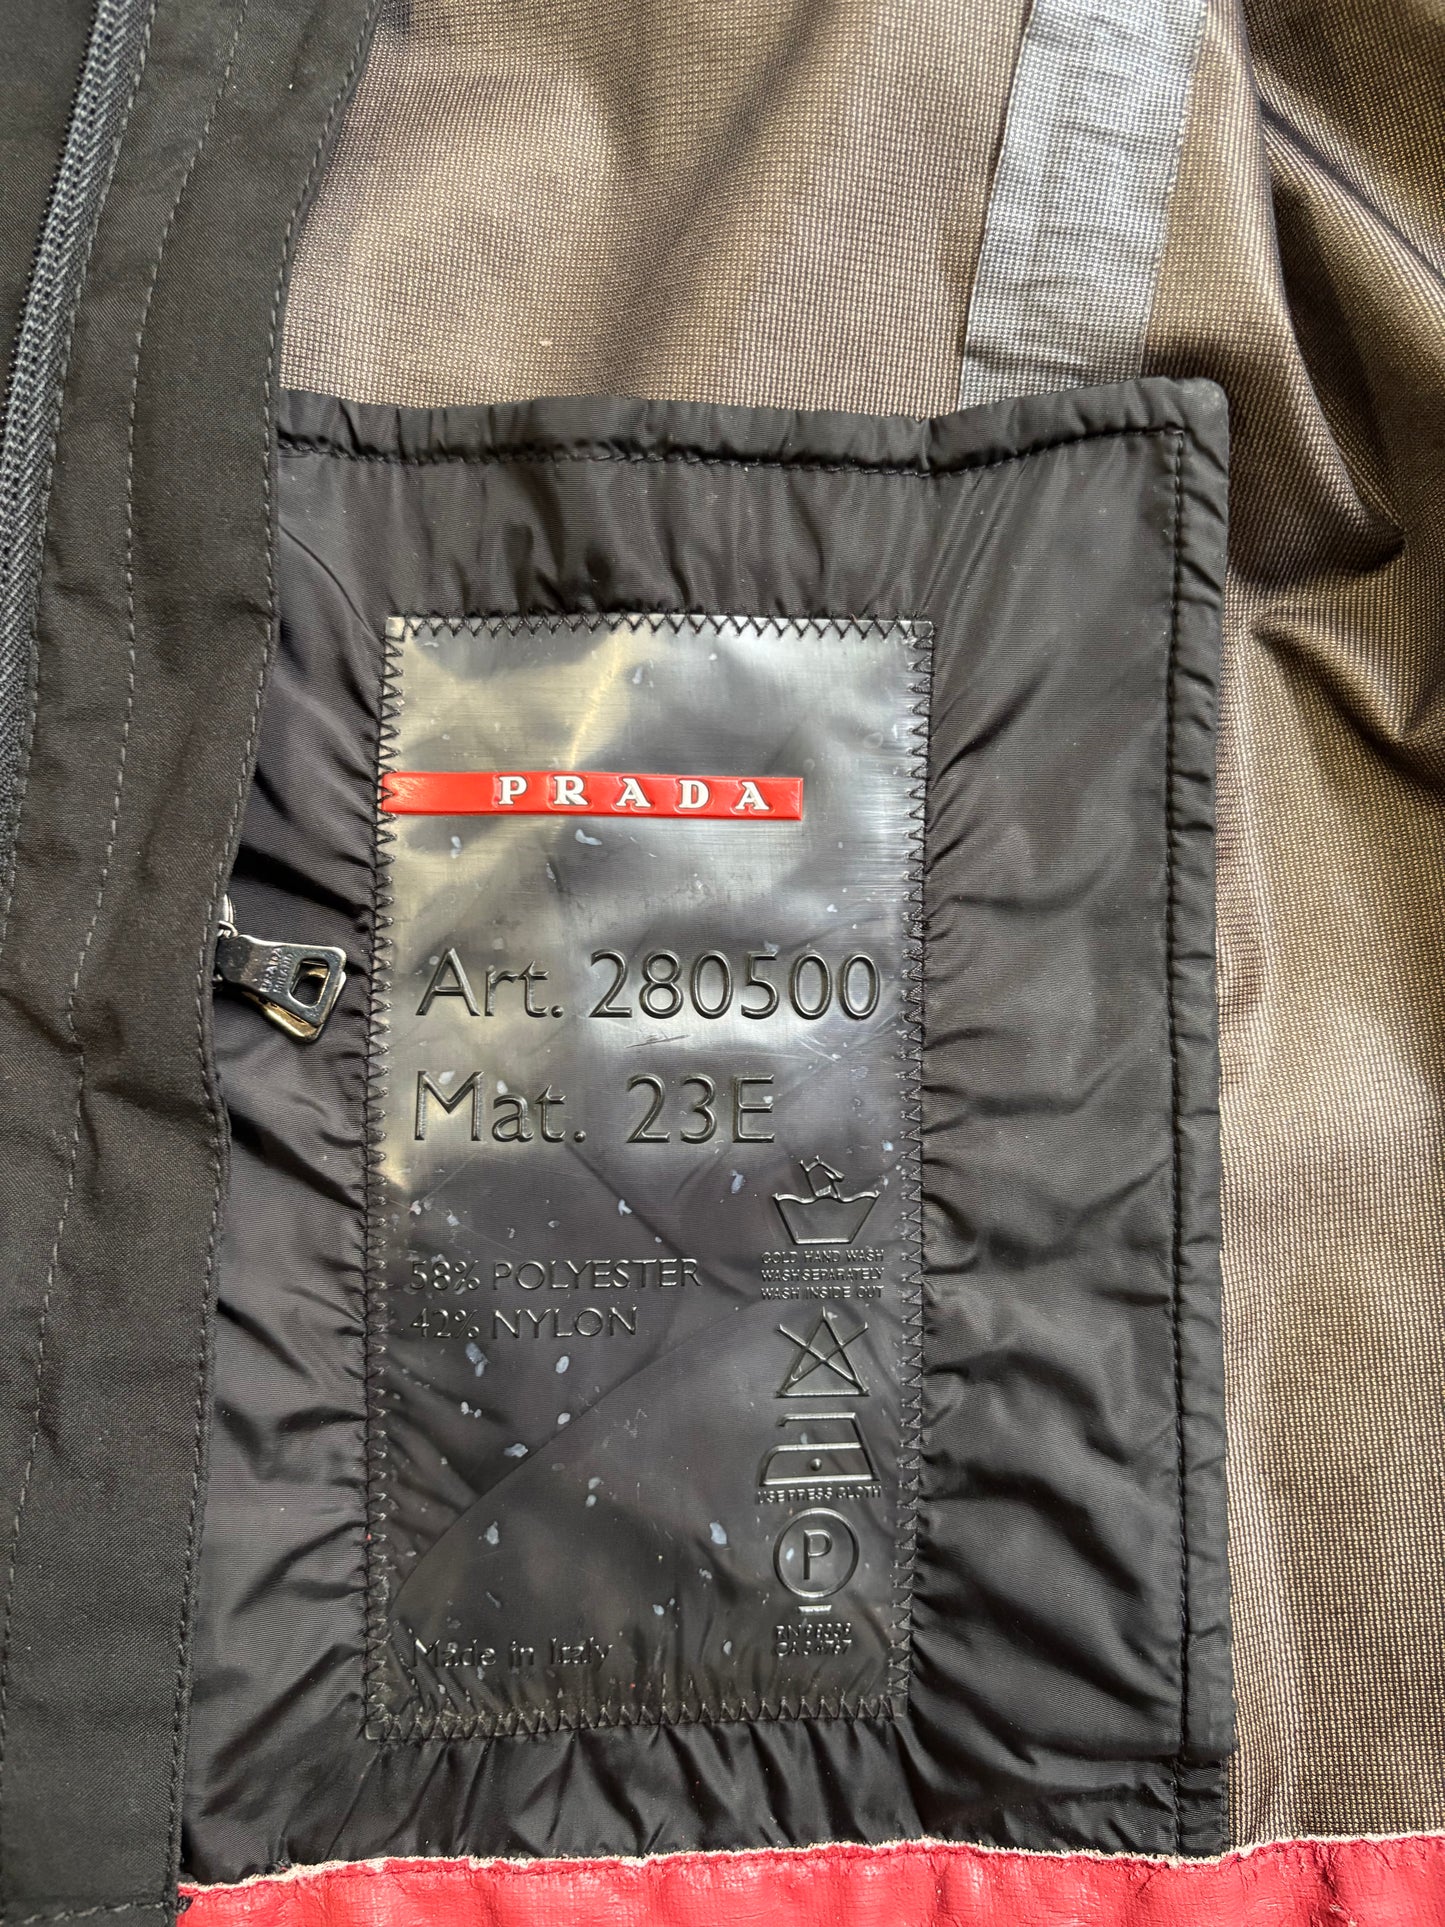 PRADA
Art. 280500
Mat. 23E
58% POLYESTER
42% NYLON
COLD HAND WASH
WASH SEPARATELY
WASH INSIDE OUT
USE PRESS CLOTH
P
Made in Italy